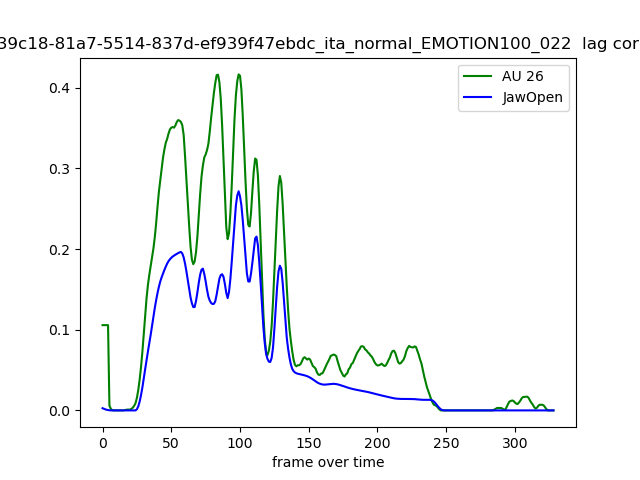 39c18-81a7-5514-837d-ef939f47ebdc_ita_normal_EMOTION100_022 lag cor
AU 26
JawOpen
0.4
0.3
0.2
0.1
0.0
0 50 100 150 200 250 300
frame over time